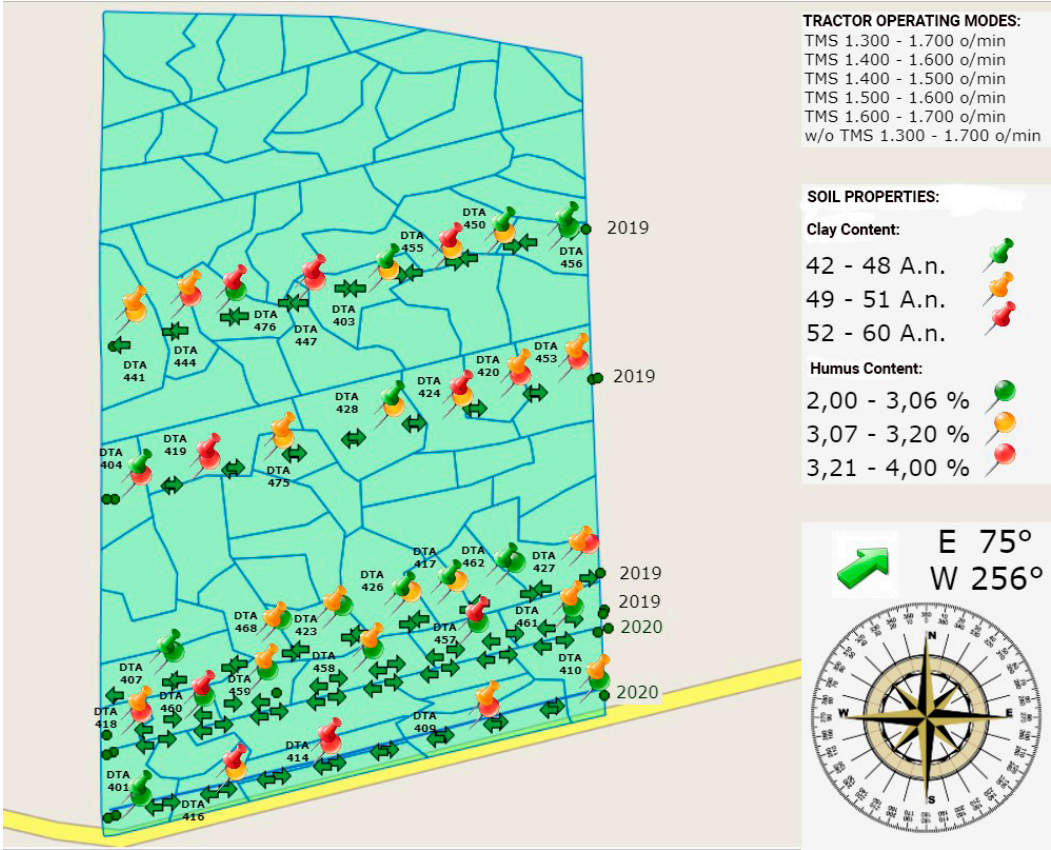 TRACTOR OPERATING MODES:
TMS 1.300 - 1.700 o/min
TMS 1.400 - 1.600 o/min
TMS 1.400 - 1.500 o/min
TMS 1.500 - 1.600 o/min
TMS 1.600 - 1.700 o/min
w/o TMS 1.300 - 1.700 o/min
SOIL PROPERTIES:
Clay Content:
42 - 48 A.n.
49 - 51 A.n.
52 - 60 A.n.
Humus Content:
2,00 - 3,06 %
3,07 - 3,20 %
3,21 - 4,00 %
E 75°
W 256°
N
W
E
S
DTA
450
2019
DTA
455
DTA
456
DTA
403
DTA
476
DTA
447
DTA
444
DTA
441
DTA
453
DTA
420
2019
DTA
424
DTA
428
DTA
419
DTA
404
DTA
475
DTA
417
DTA
462
DTA
427
2019
DTA
426
2019
DTA
468
DTA
423
DTA
457
DTA
461
2020
DTA
407
DTA
458
DTA
410
DTA
459
DTA
460
2020
DTA
418
DTA
409
DTA
414
DTA
401
DTA
416